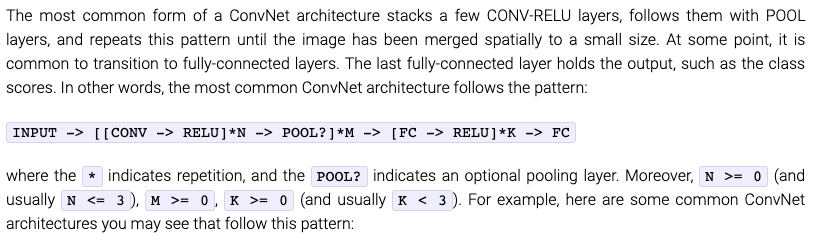 The most common form of a ConvNet architecture stacks a few CONV-RELU layers, follows them with POOL
layers, and repeats this pattern until the image has been merged spatially to a small size. At some point, it is
common to transition to fully-connected layers. The last fully-connected layer holds the output, such as the class
scores. In other words, the most common ConvNet architecture follows the pattern:
INPUT -> [[CONV -> RELU]*N -> POOL?]*M -> [FC -> RELU]*K -> FC
where the * indicates repetition, and the POOL? indicates an optional pooling layer. Moreover, N >= 0 (and
usually N <= 3 ), M >= 0 , K >= 0 (and usually K < 3 ). For example, here are some common ConvNet
architectures you may see that follow this pattern: